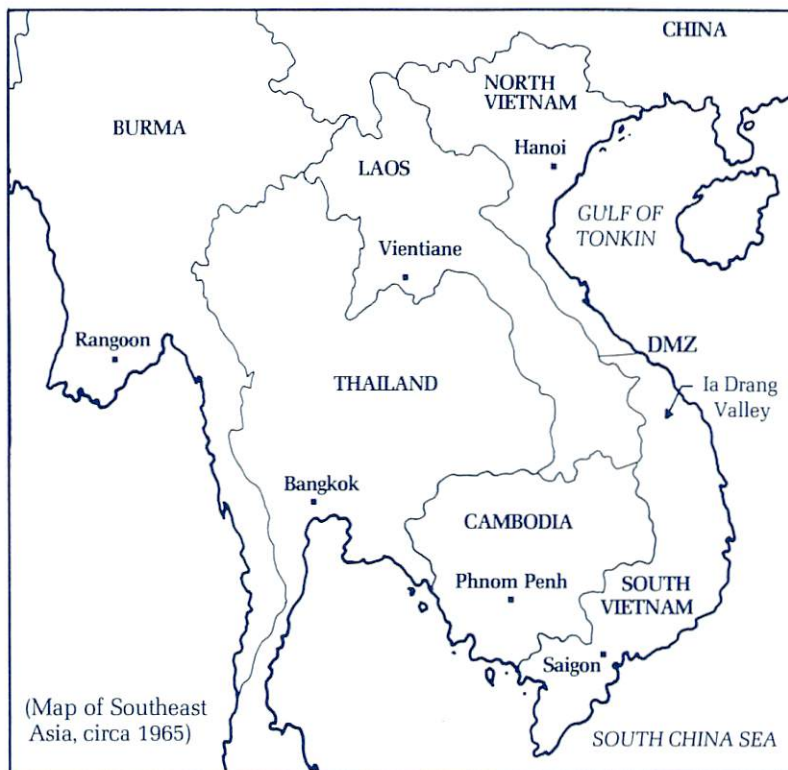 CHINA
NORTH
VIETNAM
BURMA
Hanoi
LAOS
GULF OF
TONKIN
Vientiane
Rangoon
DMZ
THAILAND
Ia Drang
Valley
Bangkok
CAMBODIA
Phnom Penh
SOUTH
VIETNAM
Saigon
(Map of Southeast
Asia, circa 1965)
SOUTH CHINA SEA